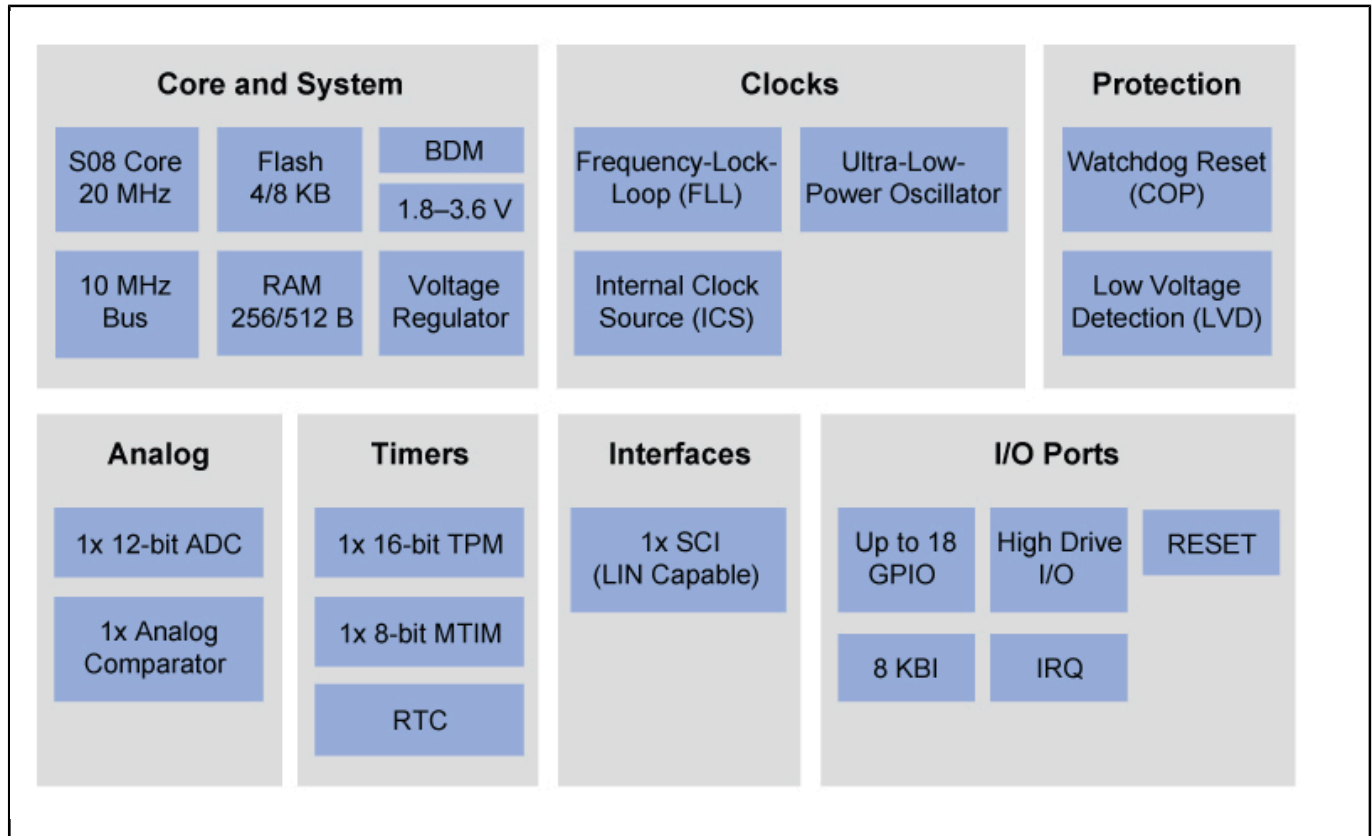 Core and System
S08 Core
20 MHz
Flash
4/8 KB
BDM
1.8–3.6 V
10 MHz
Bus
RAM
256/512 B
Voltage
Regulator
Clocks
Frequency-Lock-
Loop (FLL)
Ultra-Low-
Power Oscillator
Internal Clock
Source (ICS)
Protection
Watchdog Reset
(COP)
Low Voltage
Detection (LVD)
Analog
1x 12-bit ADC
1x Analog
Comparator
Timers
1x 16-bit TPM
1x 8-bit MTIM
RTC
Interfaces
1x SCI
(LIN Capable)
I/O Ports
Up to 18
GPIO
High Drive
I/O
RESET
8 KBI
IRQ